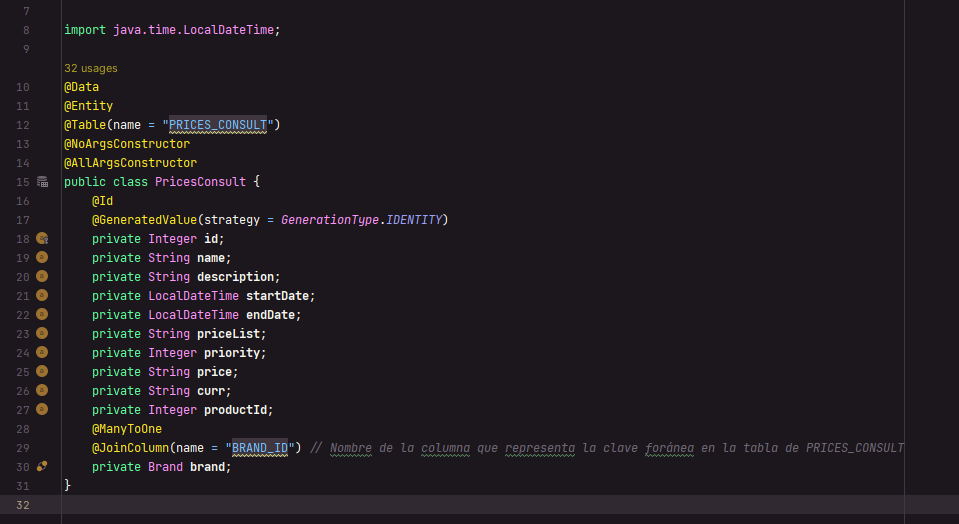 7
8 import java.time.LocalDateTime;
9
32 usages
10 @Data
11 @Entity
12 @Table(name = "PRICES_CONSULT")
13 @NoArgsConstructor
14 @AllArgsConstructor
15 public class PricesConsult {
16 @Id
17 @GeneratedValue(strategy = GenerationType.IDENTITY)
18 private Integer id;
19 private String name;
20 private String description;
21 private LocalDateTime startDate;
22 private LocalDateTime endDate;
23 private String priceList;
24 private Integer priority;
25 private String price;
26 private String curr;
27 private Integer productId;
28 @ManyToOne
29 @JoinColumn(name = "BRAND_ID") // Nombre de la columna que representa la clave foránea en la tabla de PRICES_CONSULT
30 private Brand brand;
31 }
32